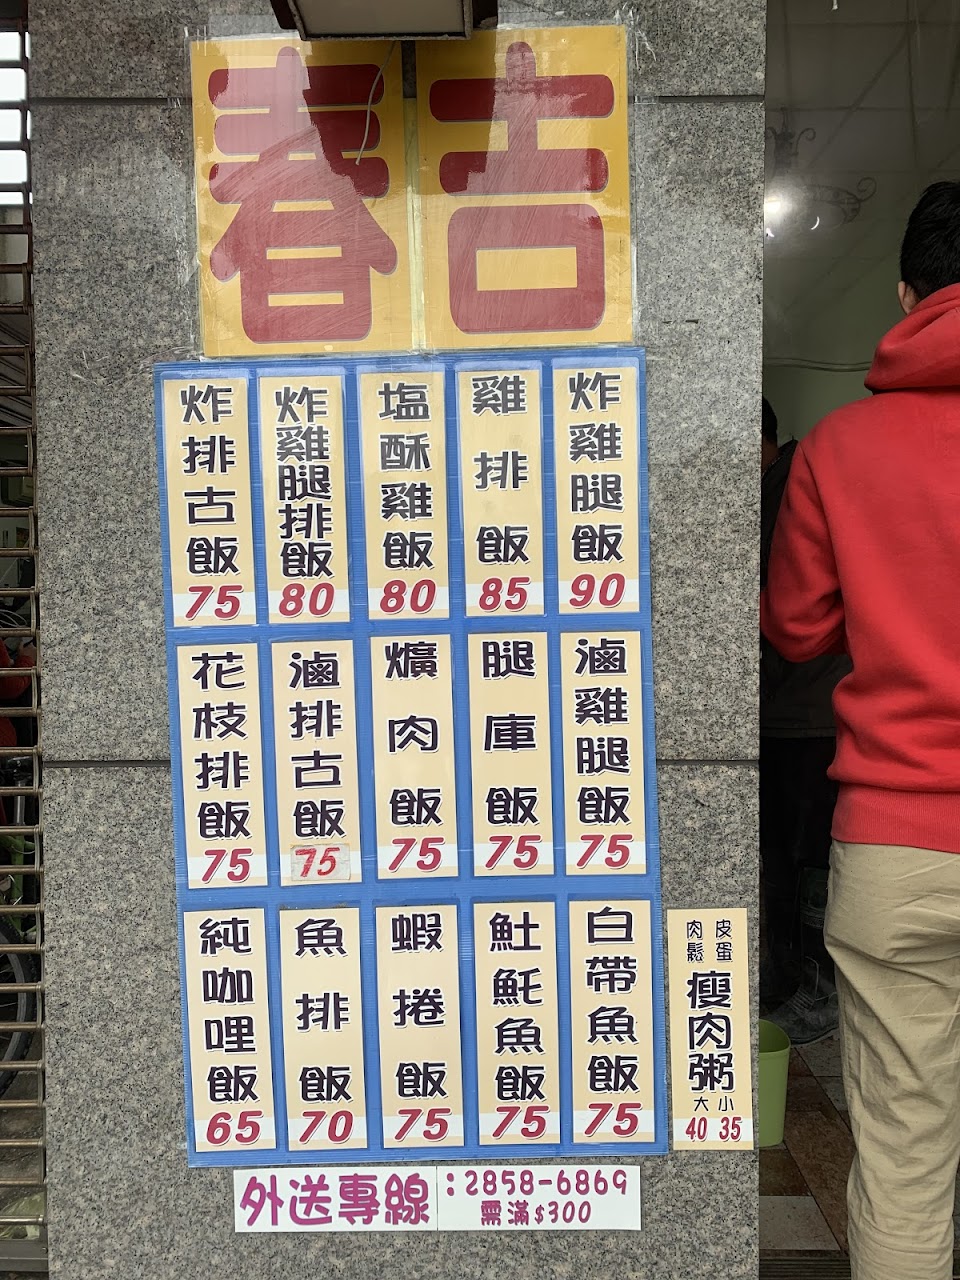 春吉
炸雞腿飯
90
雞排飯
85
塩酥雞飯
80
炸雞腿排飯
80
炸排古飯
75
滷雞腿飯
75
腿庫飯
75
爌肉飯
75
滷排古飯
75
花枝排飯
75
白帶魚飯
75
䰾魠魚飯
75
蝦捲飯
75
魚排飯
70
純咖哩飯
65
皮蛋
肉鬆
瘦肉粥
大 小
40 35
外送專線:2858-6869
需滿$300